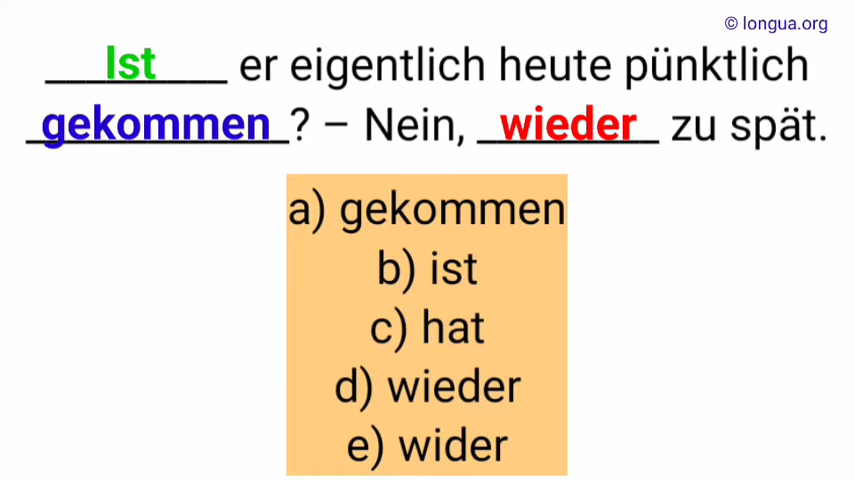 © longua.org
Ist er eigentlich heute pünktlich
gekommen? – Nein, wieder zu spät.
a) gekommen
b) ist
c) hat
d) wieder
e) wider